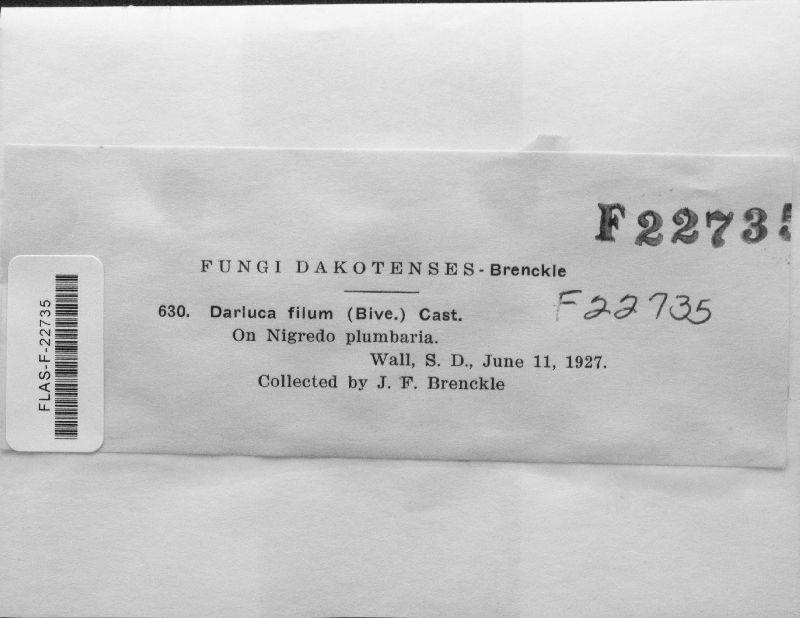 F22735
FUNGI DAKOTENSES - Brenckle
630. Darluca filum (Bive.) Cast.
F22735
On Nigredo plumbaria.
Wall, S. D., June 11, 1927.
Collected by J. F. Brenckle
FLAS-F-22735